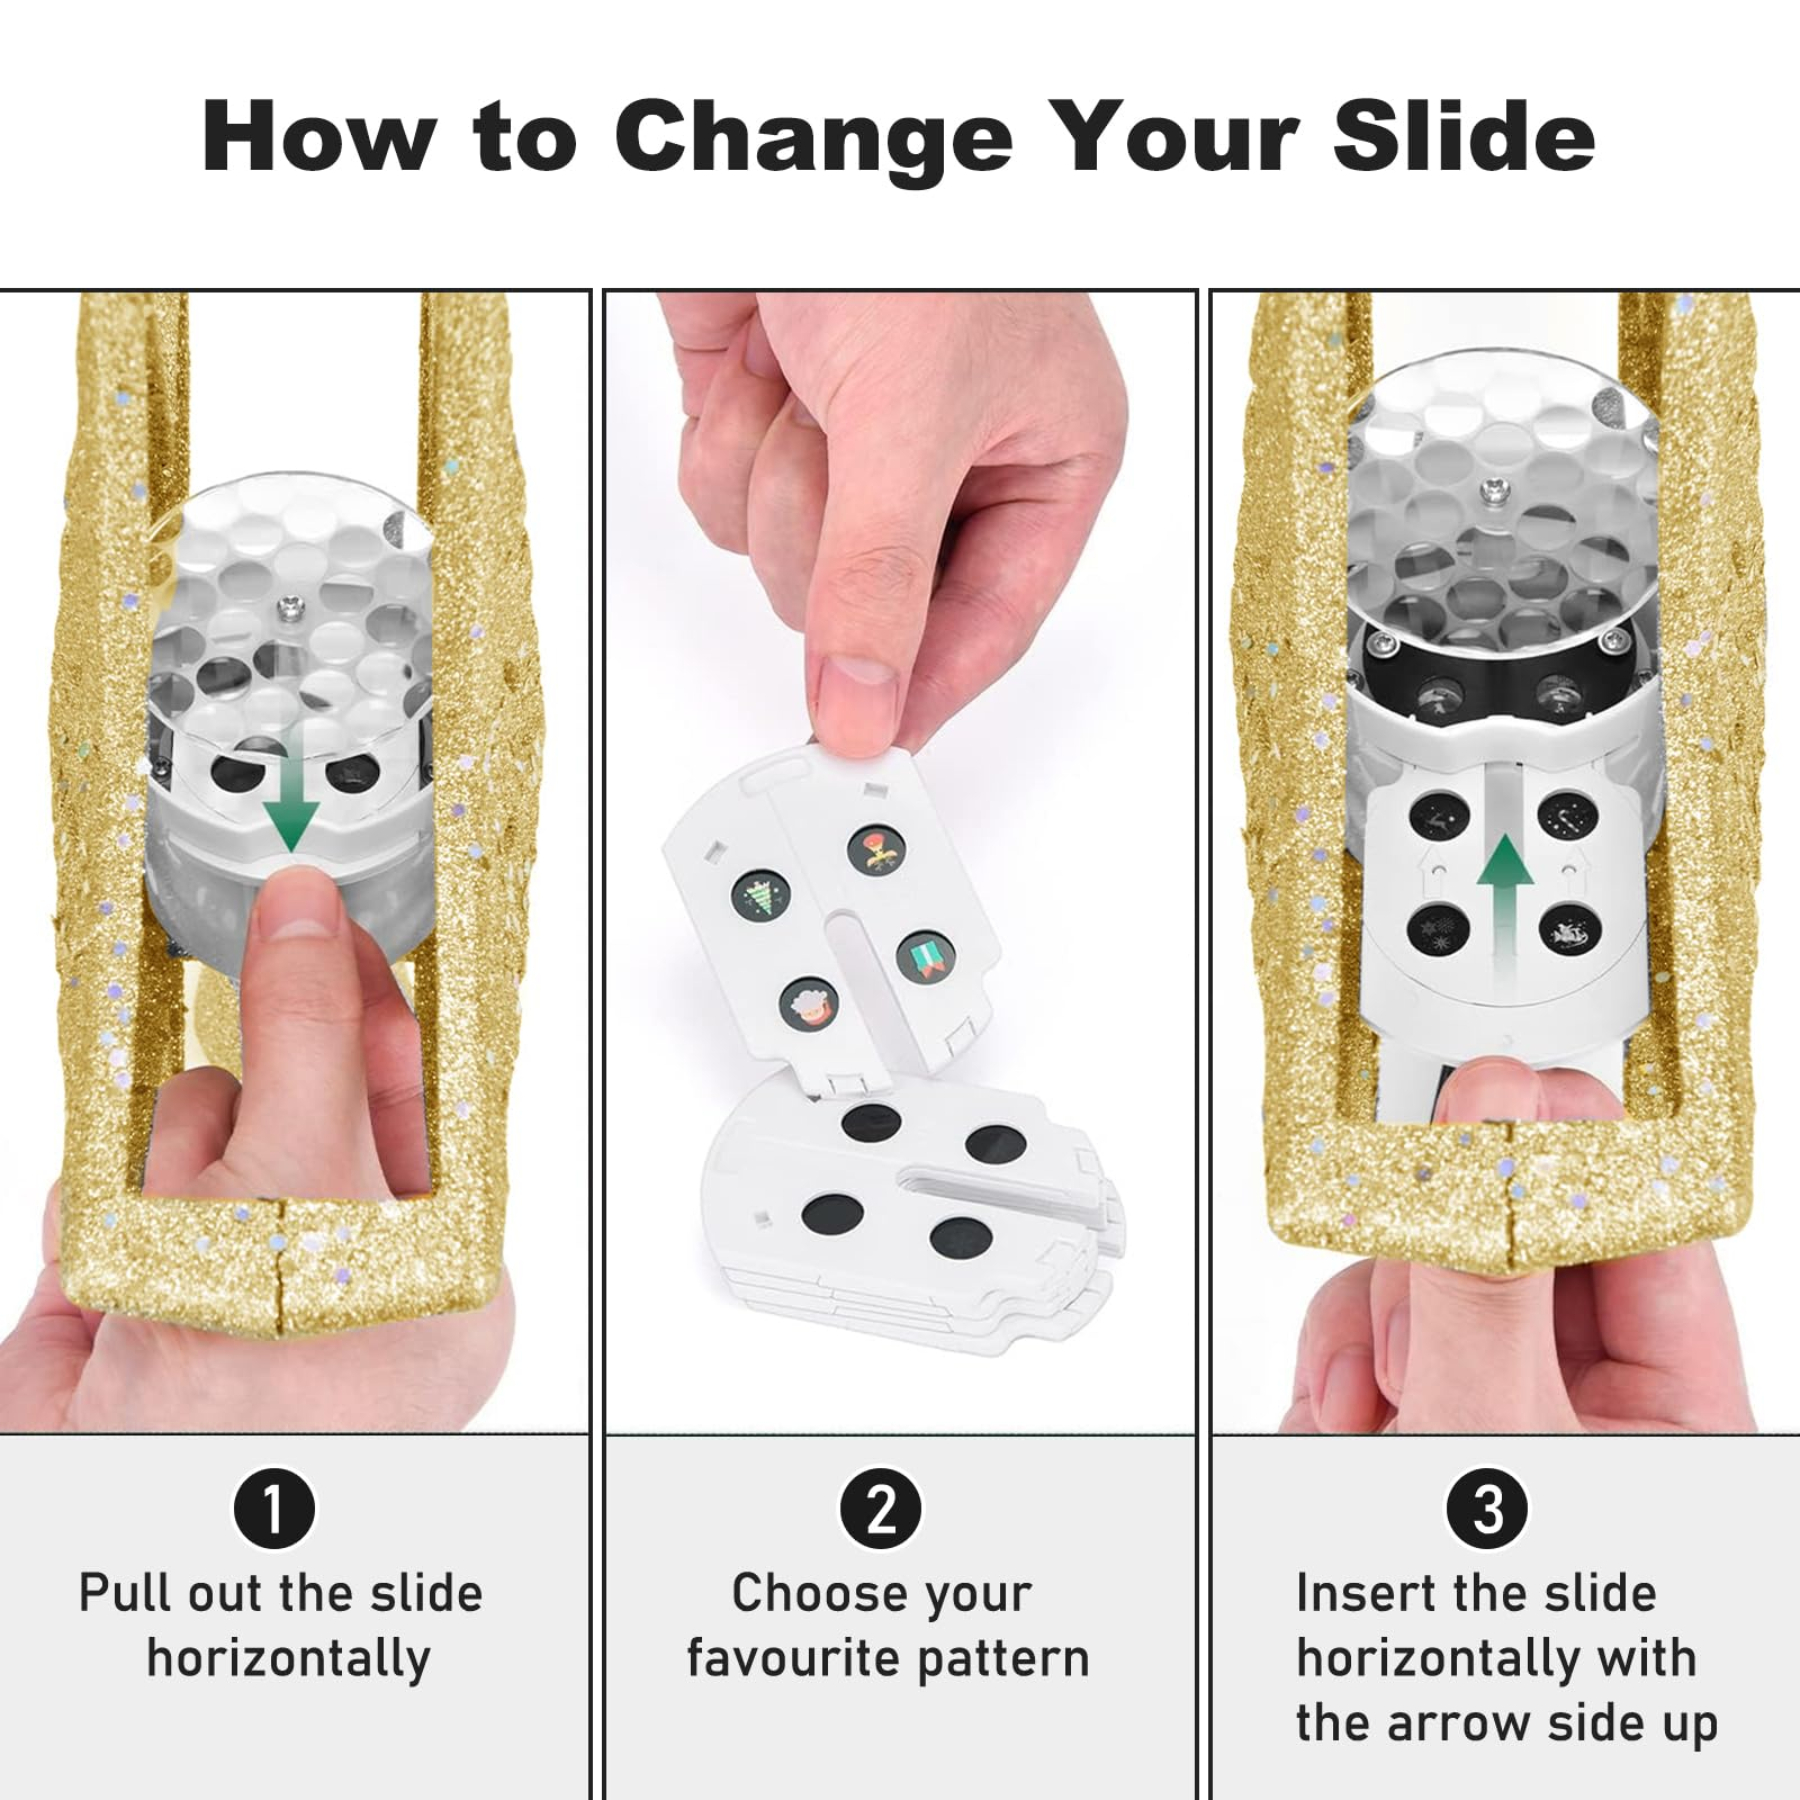 How to Change Your Slide
1
Pull out the slide
horizontally
2
Choose your
favourite pattern
3
Insert the slide
horizontally with
the arrow side up